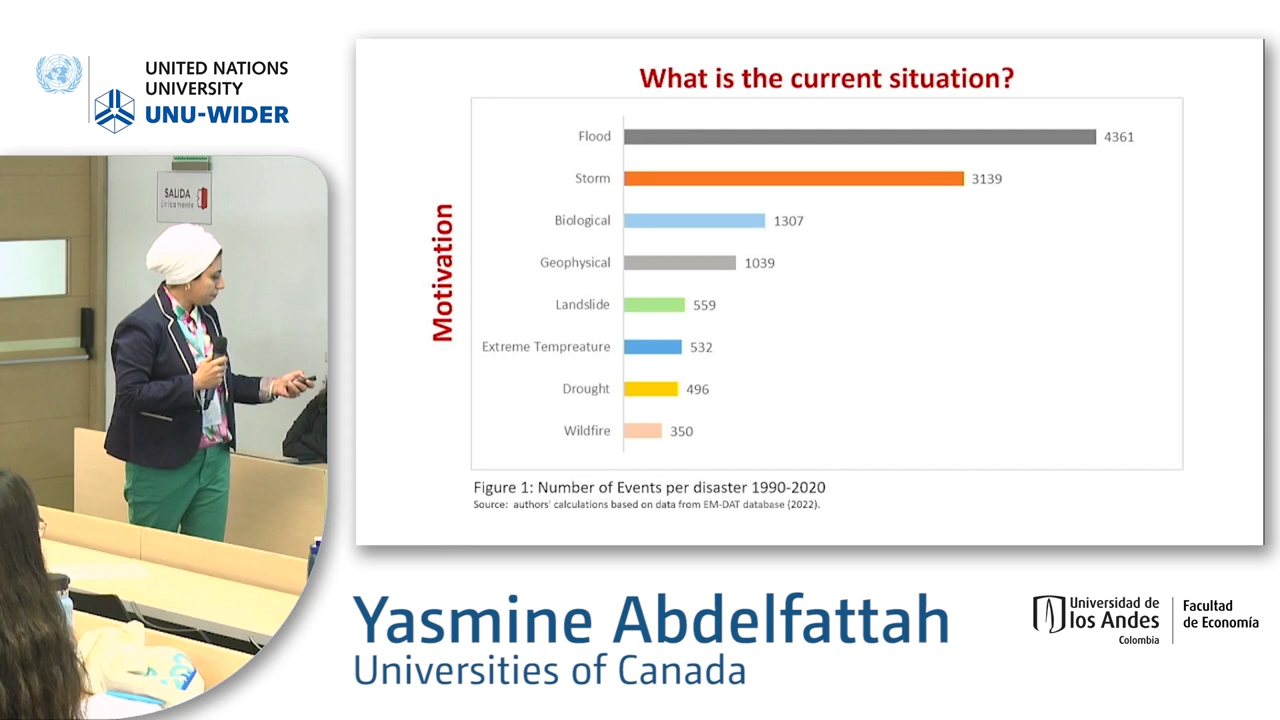 UNITED NATIONS
UNIVERSITY
UNU-WIDER
SALIDA
únicamente
What is the current situation?
Motivation
Flood 4361
Storm 3139
Biological 1307
Geophysical 1039
Landslide 559
Extreme Tempreature 532
Drought 496
Wildfire 350
Figure 1: Number of Events per disaster 1990-2020
Source: authors' calculations based on data from EM-DAT database (2022).
Yasmine Abdelfattah
Universities of Canada
Universidad de
los Andes
Colombia
Facultad
de Economía